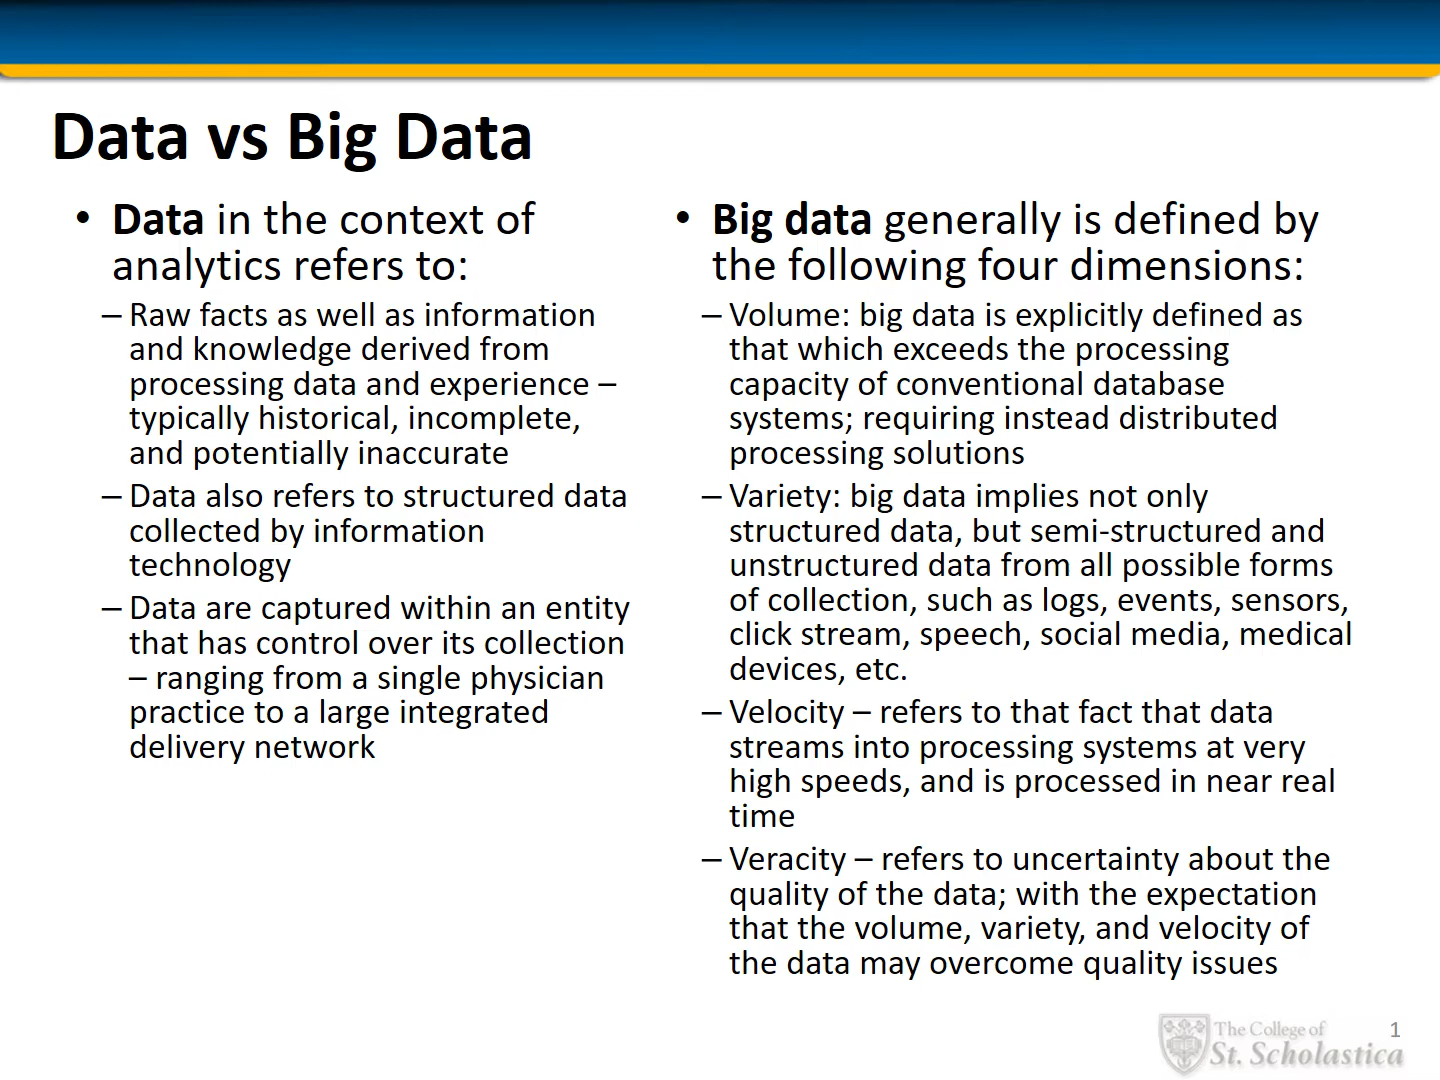 Data vs Big Data
• Data in the context of
analytics refers to:
– Raw facts as well as information
and knowledge derived from
processing data and experience –
typically historical, incomplete,
and potentially inaccurate
– Data also refers to structured data
collected by information
technology
– Data are captured within an entity
that has control over its collection
– ranging from a single physician
practice to a large integrated
delivery network
• Big data generally is defined by
the following four dimensions:
– Volume: big data is explicitly defined as
that which exceeds the processing
capacity of conventional database
systems; requiring instead distributed
processing solutions
– Variety: big data implies not only
structured data, but semi-structured and
unstructured data from all possible forms
of collection, such as logs, events, sensors,
click stream, speech, social media, medical
devices, etc.
– Velocity – refers to that fact that data
streams into processing systems at very
high speeds, and is processed in near real
time
– Veracity – refers to uncertainty about the
quality of the data; with the expectation
that the volume, variety, and velocity of
the data may overcome quality issues
The College of
St. Scholastica
1